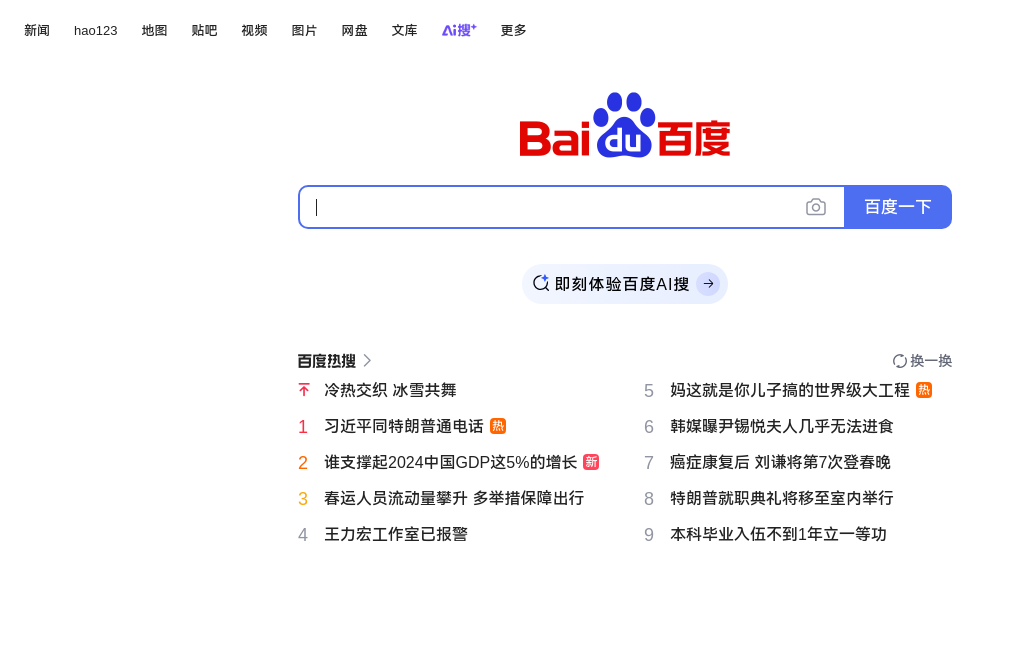 新闻 hao123 地图 贴吧 视频 图片 网盘 文库 Ai搜 更多
Bai du 百度
百度一下
即刻体验百度AI搜
百度热搜 换一换
冷热交织 冰雪共舞
1 习近平同特朗普通电话 热
2 谁支撑起2024中国GDP这5%的增长 新
3 春运人员流动量攀升 多举措保障出行
4 王力宏工作室已报警
5 妈这就是你儿子搞的世界级大工程 热
6 韩媒曝尹锡悦夫人几乎无法进食
7 癌症康复后 刘谦将第7次登春晚
8 特朗普就职典礼将移至室内举行
9 本科毕业入伍不到1年立一等功